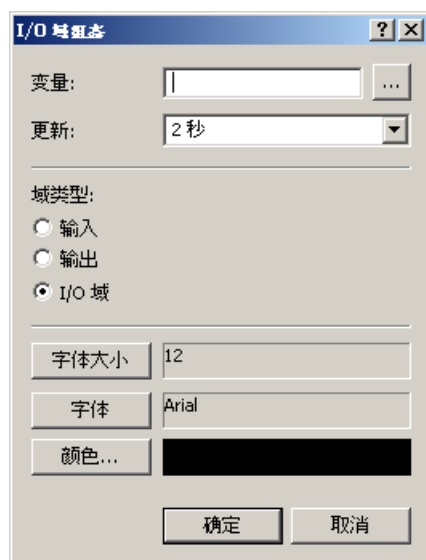 I/O 域组态
变量:
...
更新:
2 秒
域类型:
输入
输出
I/O 域
字体大小
12
字体
Arial
颜色...
确定
取消